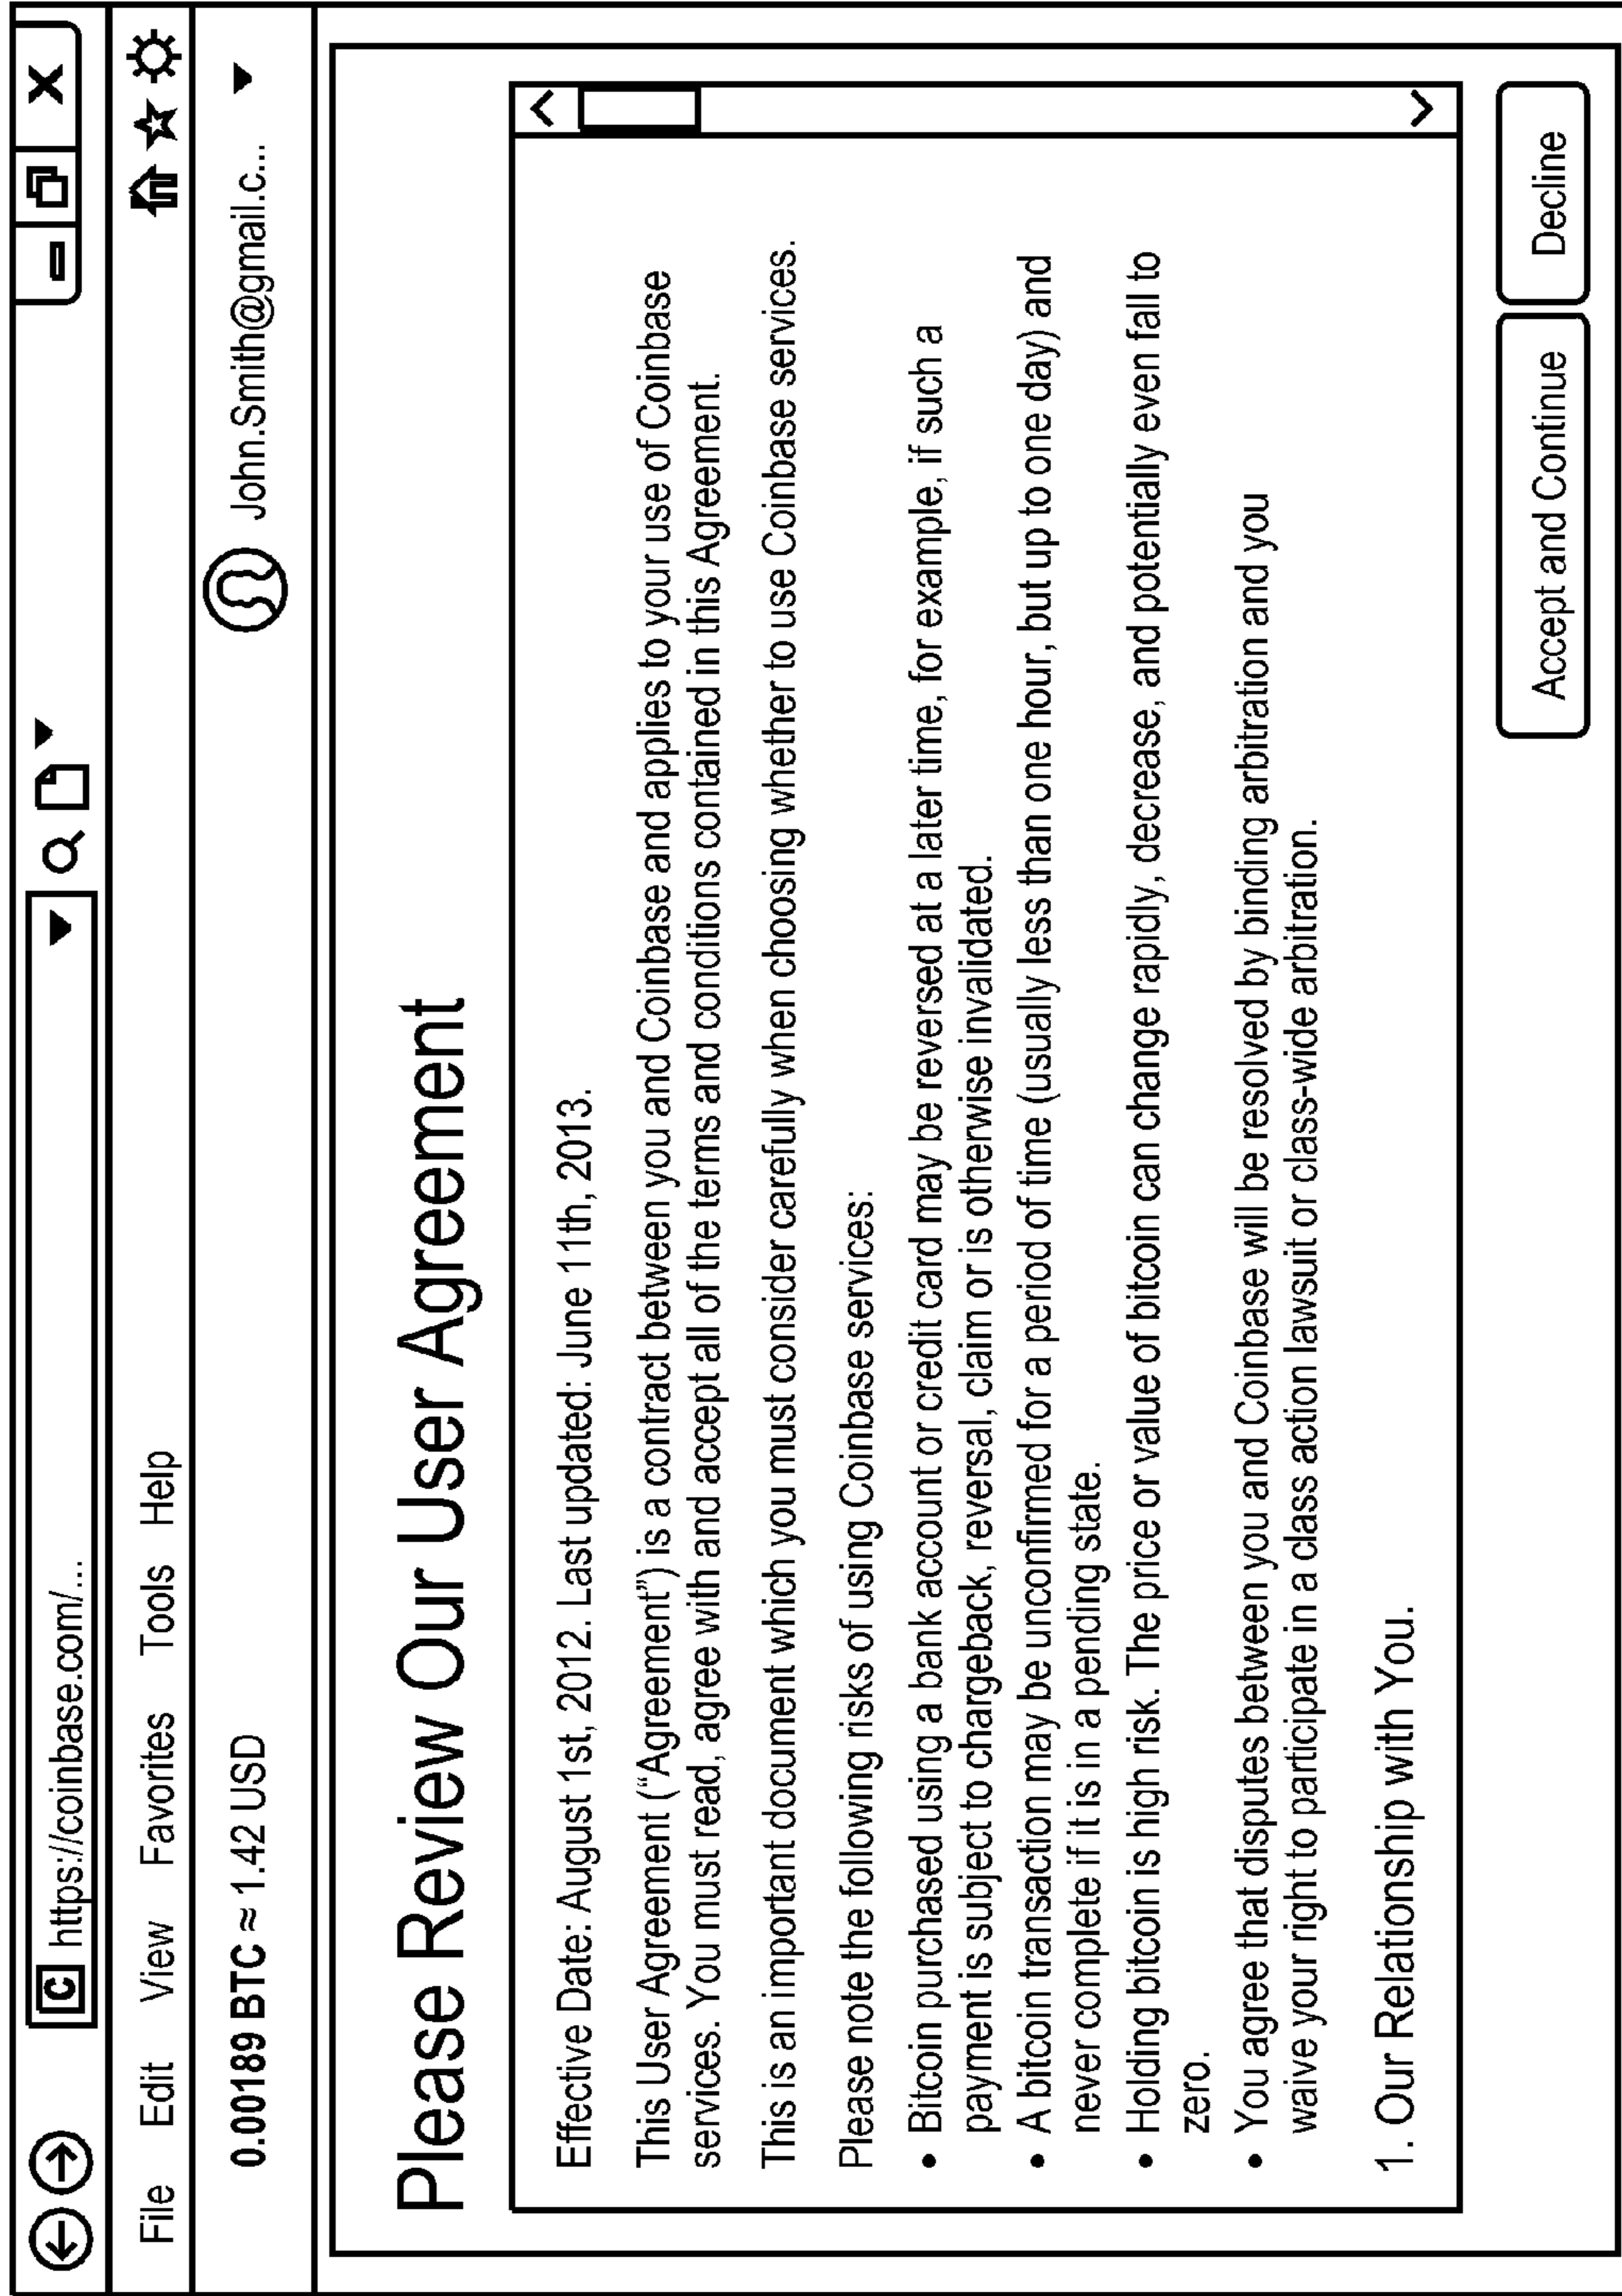 C https://coinbase.com/...
X
File Edit View Favorites Tools Help
0.00189 BTC ≈ 1.42 USD
John.Smith@gmail.c...
Please Review Our User Agreement
Effective Date: August 1st, 2012. Last updated: June 11th, 2013.
This User Agreement (“Agreement”) is a contract between you and Coinbase and applies to your use of Coinbase
services. You must read, agree with and accept all of the terms and conditions contained in this Agreement.
This is an important document which you must consider carefully when choosing whether to use Coinbase services.
Please note the following risks of using Coinbase services:
• Bitcoin purchased using a bank account or credit card may be reversed at a later time, for example, if such a
payment is subject to chargeback, reversal, claim or is otherwise invalidated.
• A bitcoin transaction may be unconfirmed for a period of time (usually less than one hour, but up to one day) and
never complete if it is in a pending state.
• Holding bitcoin is high risk. The price or value of bitcoin can change rapidly, decrease, and potentially even fall to
zero.
• You agree that disputes between you and Coinbase will be resolved by binding arbitration and you
waive your right to participate in a class action lawsuit or class-wide arbitration.
1. Our Relationship with You.
Accept and Continue
Decline